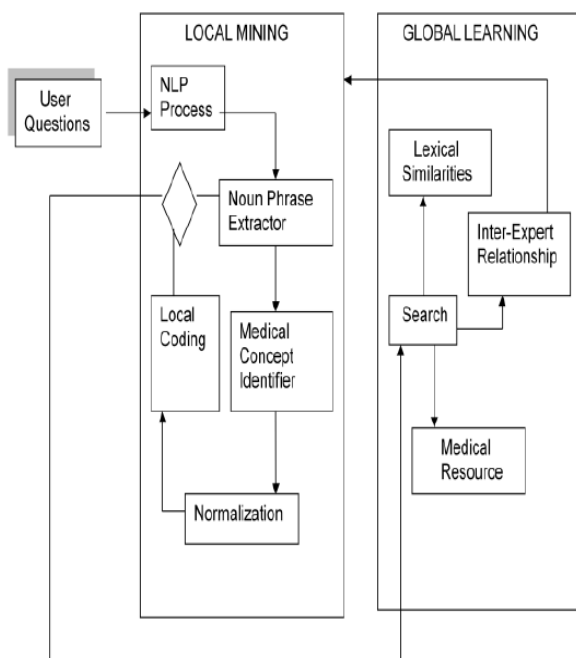 LOCAL MINING
GLOBAL LEARNING
User
Questions
NLP
Process
Noun Phrase
Extractor
Local
Coding
Medical
Concept
Identifier
Normalization
Lexical
Similarities
Inter-Expert
Relationship
Search
Medical
Resource